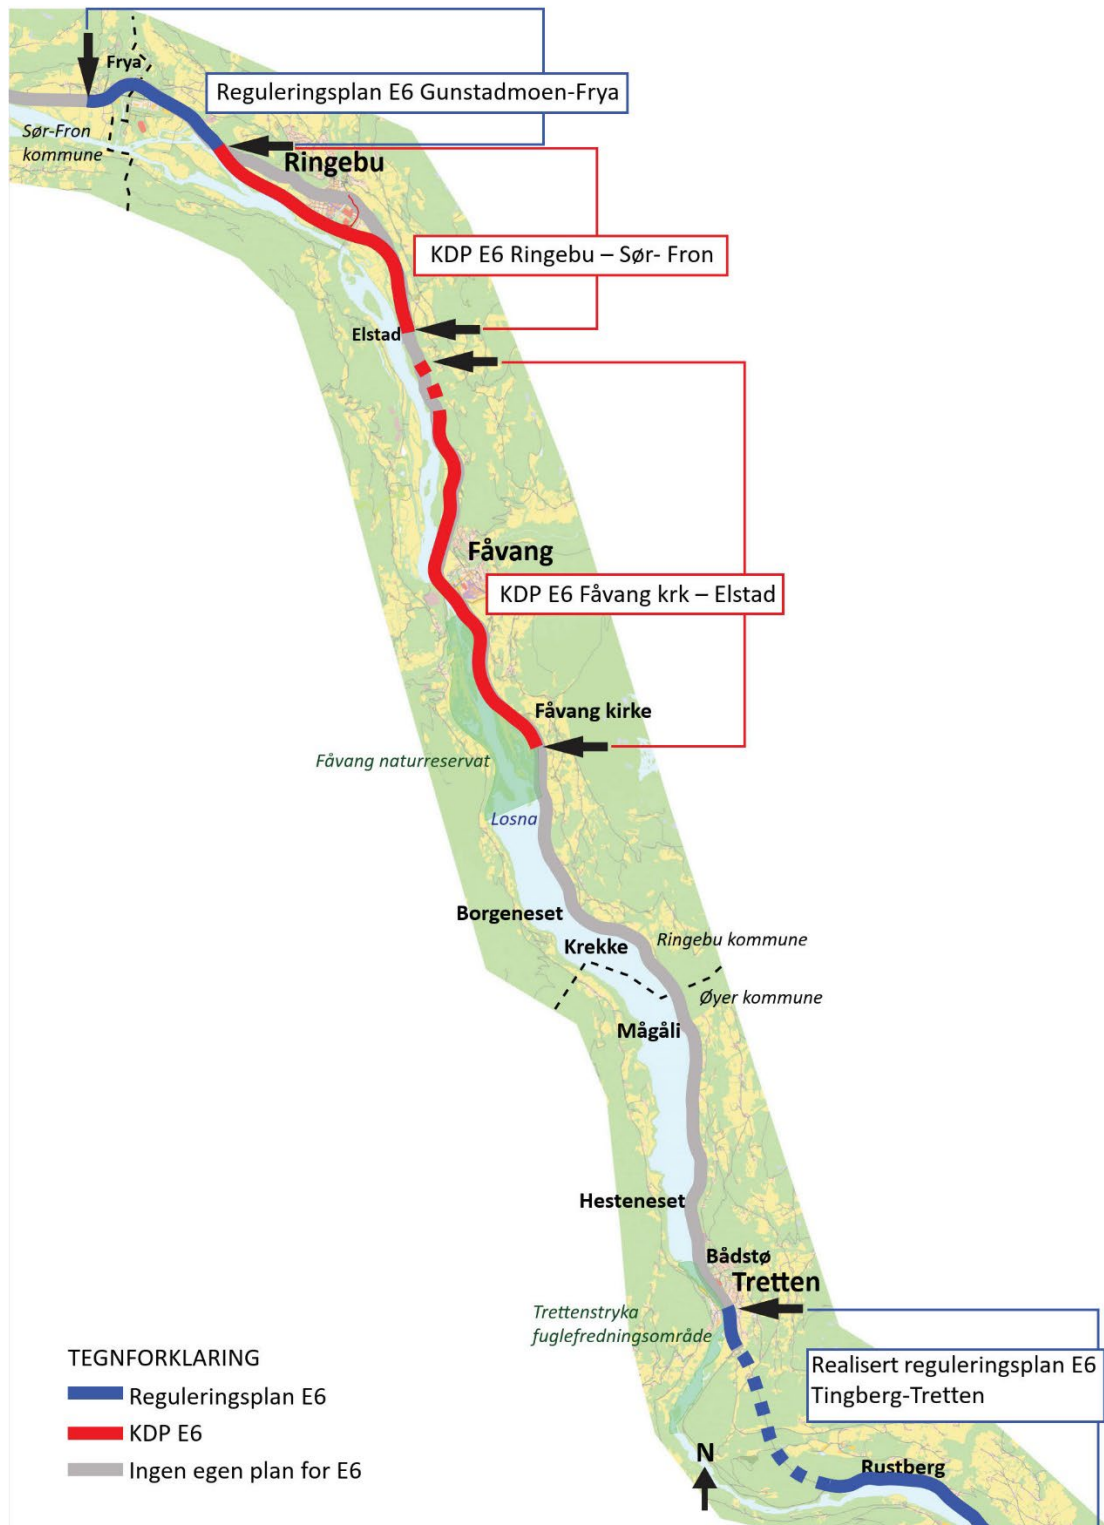 Frya
Reguleringsplan E6 Gunstadmoen-Frya
Sør-Fron
kommune
Ringebu
KDP E6 Ringebu – Sør- Fron
Elstad
Fåvang
KDP E6 Fåvang krk – Elstad
Fåvang kirke
Fåvang naturreservat
Losna
Borgeneset
Krekke
Ringebu kommune
Øyer kommune
Mågåli
Hesteneset
Bådstø
Tretten
Trettenstryka
fuglefredningsområde
Realisert reguleringsplan E6
Tingberg-Tretten
TEGNFORKLARING
Reguleringsplan E6
KDP E6
Ingen egen plan for E6
N
Rustberg